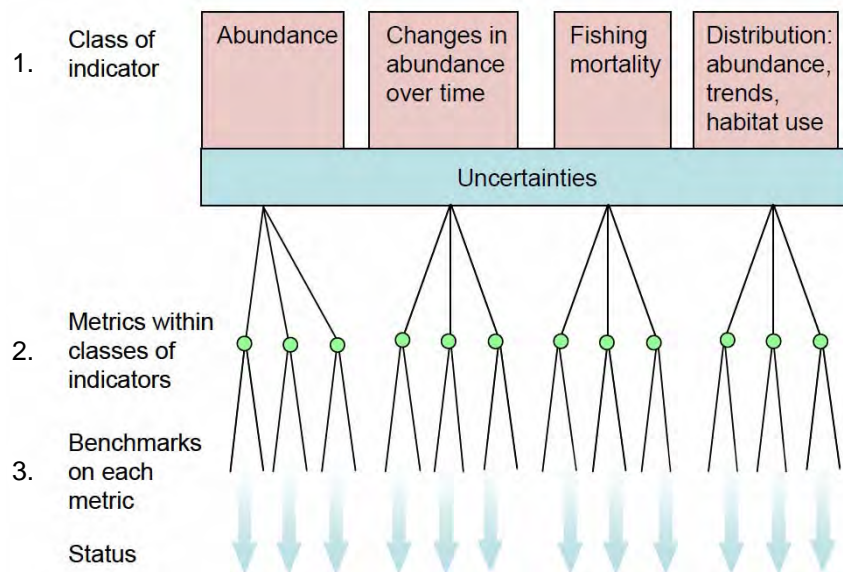 1.
Class of
indicator
Abundance
Changes in
abundance
over time
Fishing
mortality
Distribution:
abundance,
trends,
habitat use
Uncertainties
2.
Metrics within
classes of
indicators
3.
Benchmarks
on each
metric
Status